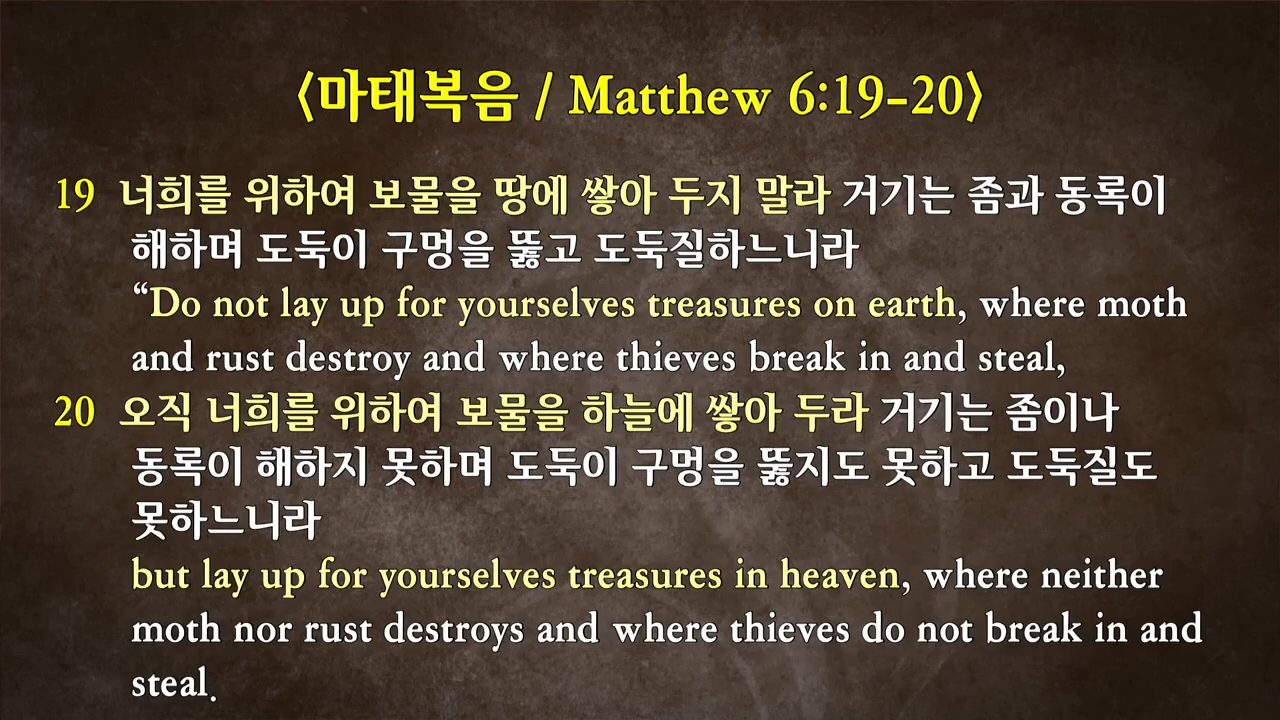 〈마태복음 / Matthew 6:19-20〉
19 너희를 위하여 보물을 땅에 쌓아 두지 말라 거기는 좀과 동록이
해하며 도둑이 구멍을 뚫고 도둑질하느니라
“Do not lay up for yourselves treasures on earth, where moth
and rust destroy and where thieves break in and steal,
20 오직 너희를 위하여 보물을 하늘에 쌓아 두라 거기는 좀이나
동록이 해하지 못하며 도둑이 구멍을 뚫지도 못하고 도둑질도
못하느니라
but lay up for yourselves treasures in heaven, where neither
moth nor rust destroys and where thieves do not break in and
steal.